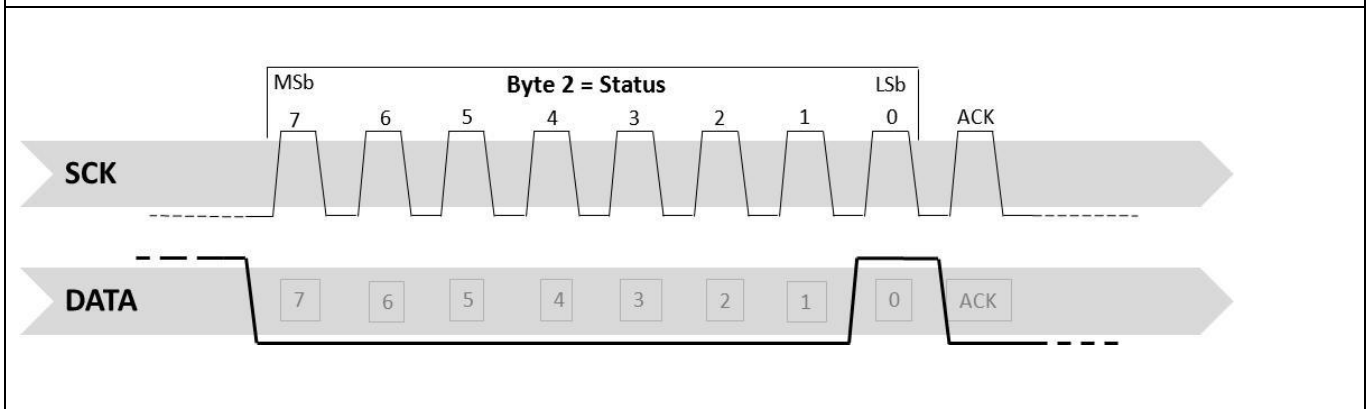 MSb Byte 2 = Status LSb
7 6 5 4 3 2 1 0 ACK
SCK
DATA 7 6 5 4 3 2 1 0 ACK